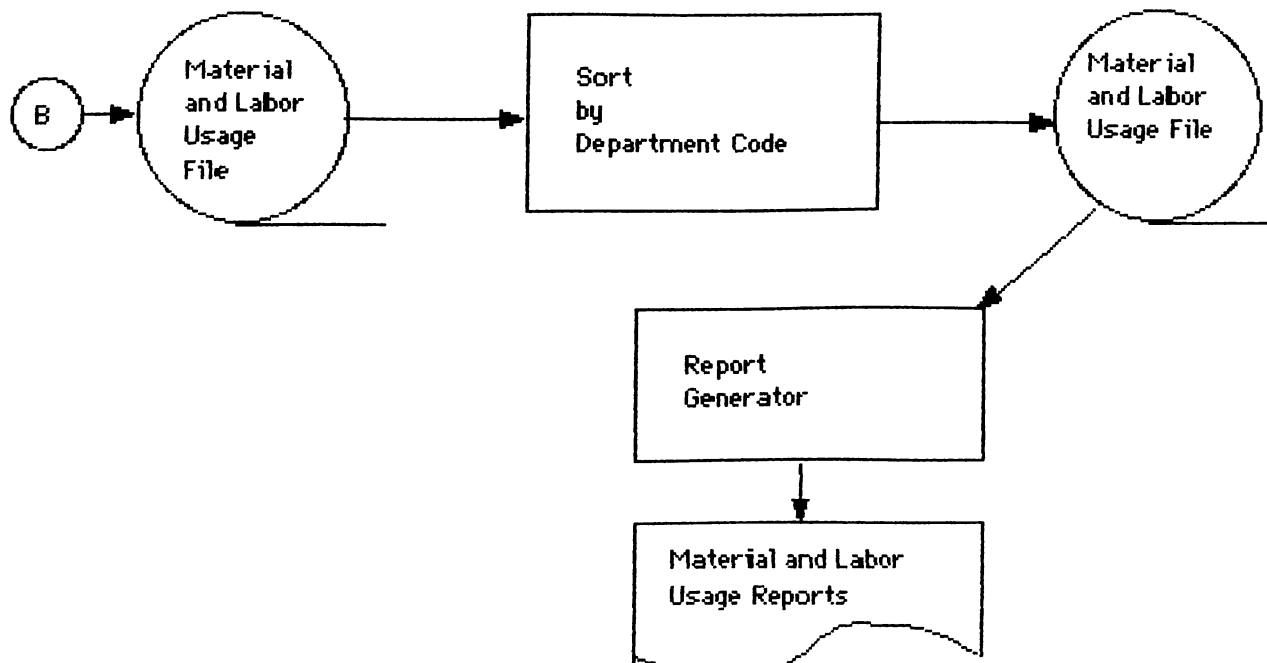 B
Material
and Labor
Usage
File
Sort
by
Department Code
Material
and Labor
Usage File
Report
Generator
Material and Labor
Usage Reports